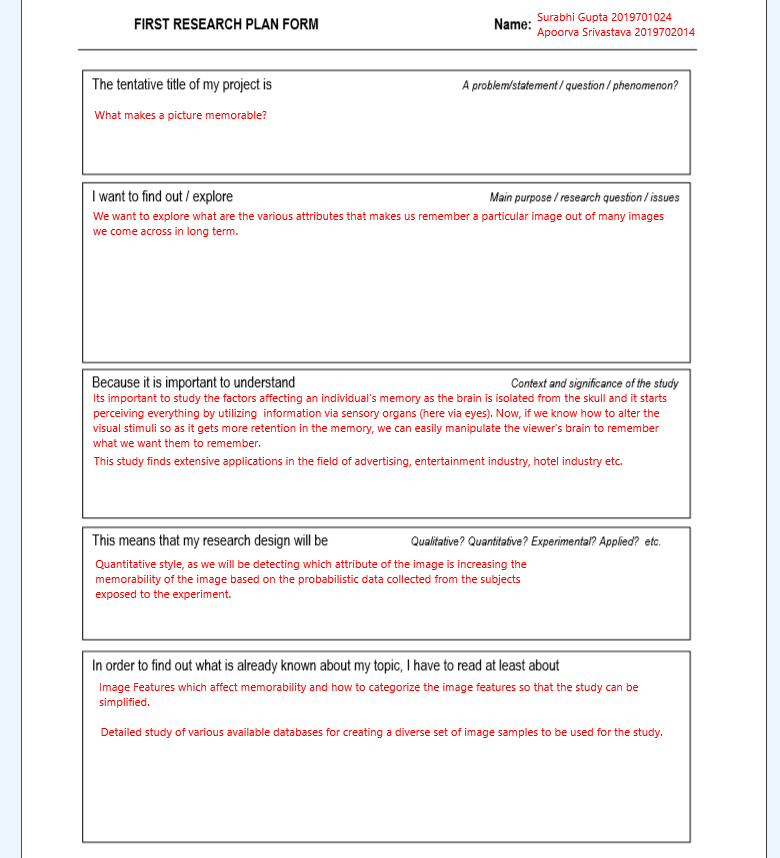 FIRST RESEARCH PLAN FORM
Name: Surabhi Gupta 2019701024
Apoorva Srivastava 2019702014
The tentative title of my project is A problem/statement / question / phenomenon?
What makes a picture memorable?
I want to find out / explore Main purpose / research question / issues
We want to explore what are the various attributes that makes us remember a particular image out of many images
we come across in long term.
Because it is important to understand Context and significance of the study
Its important to study the factors affecting an individual's memory as the brain is isolated from the skull and it starts
perceiving everything by utilizing information via sensory organs (here via eyes). Now, if we know how to alter the
visual stimuli so as it gets more retention in the memory, we can easily manipulate the viewer's brain to remember
what we want them to remember.
This study finds extensive applications in the field of advertising, entertainment industry, hotel industry etc.
This means that my research design will be Qualitative? Quantitative? Experimental? Applied? etc.
Quantitative style, as we will be detecting which attribute of the image is increasing the
memorability of the image based on the probabilistic data collected from the subjects
exposed to the experiment.
In order to find out what is already known about my topic, I have to read at least about
Image Features which affect memorability and how to categorize the image features so that the study can be
simplified.
Detailed study of various available databases for creating a diverse set of image samples to be used for the study.